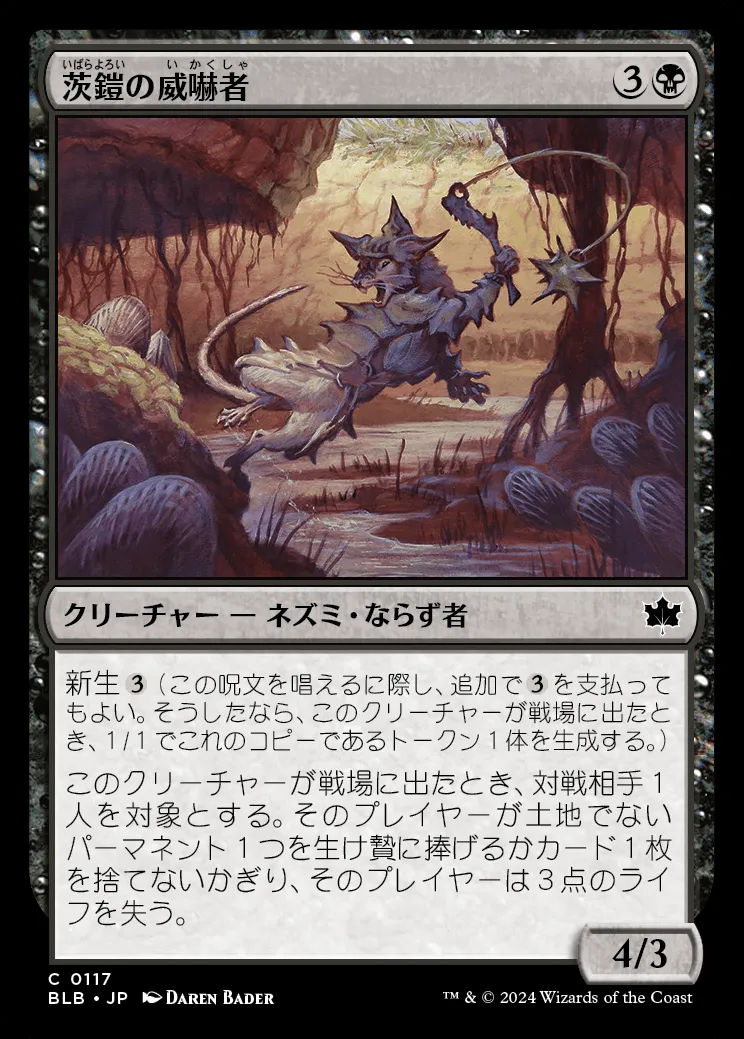 いばらよろい いかくしゃ
茨鎧の威嚇者 3
クリーチャー — ネズミ・ならず者
新生 3 (この呪文を唱えるに際し、追加で 3 を支払って
もよい。そうしたなら、このクリーチャーが戦場に出たと
き、1/1でこれのコピーであるトークン1体を生成する。)
このクリーチャーが戦場に出たとき、対戦相手1
人を対象とする。そのプレイヤーが土地でない
パーマネント1つを生け贄に捧げるかカード1枚
を捨てないかぎり、そのプレイヤーは3点のライ
フを失う。
4/3
C 0117
BLB • JP DAREN BADER
™ & © 2024 Wizards of the Coast